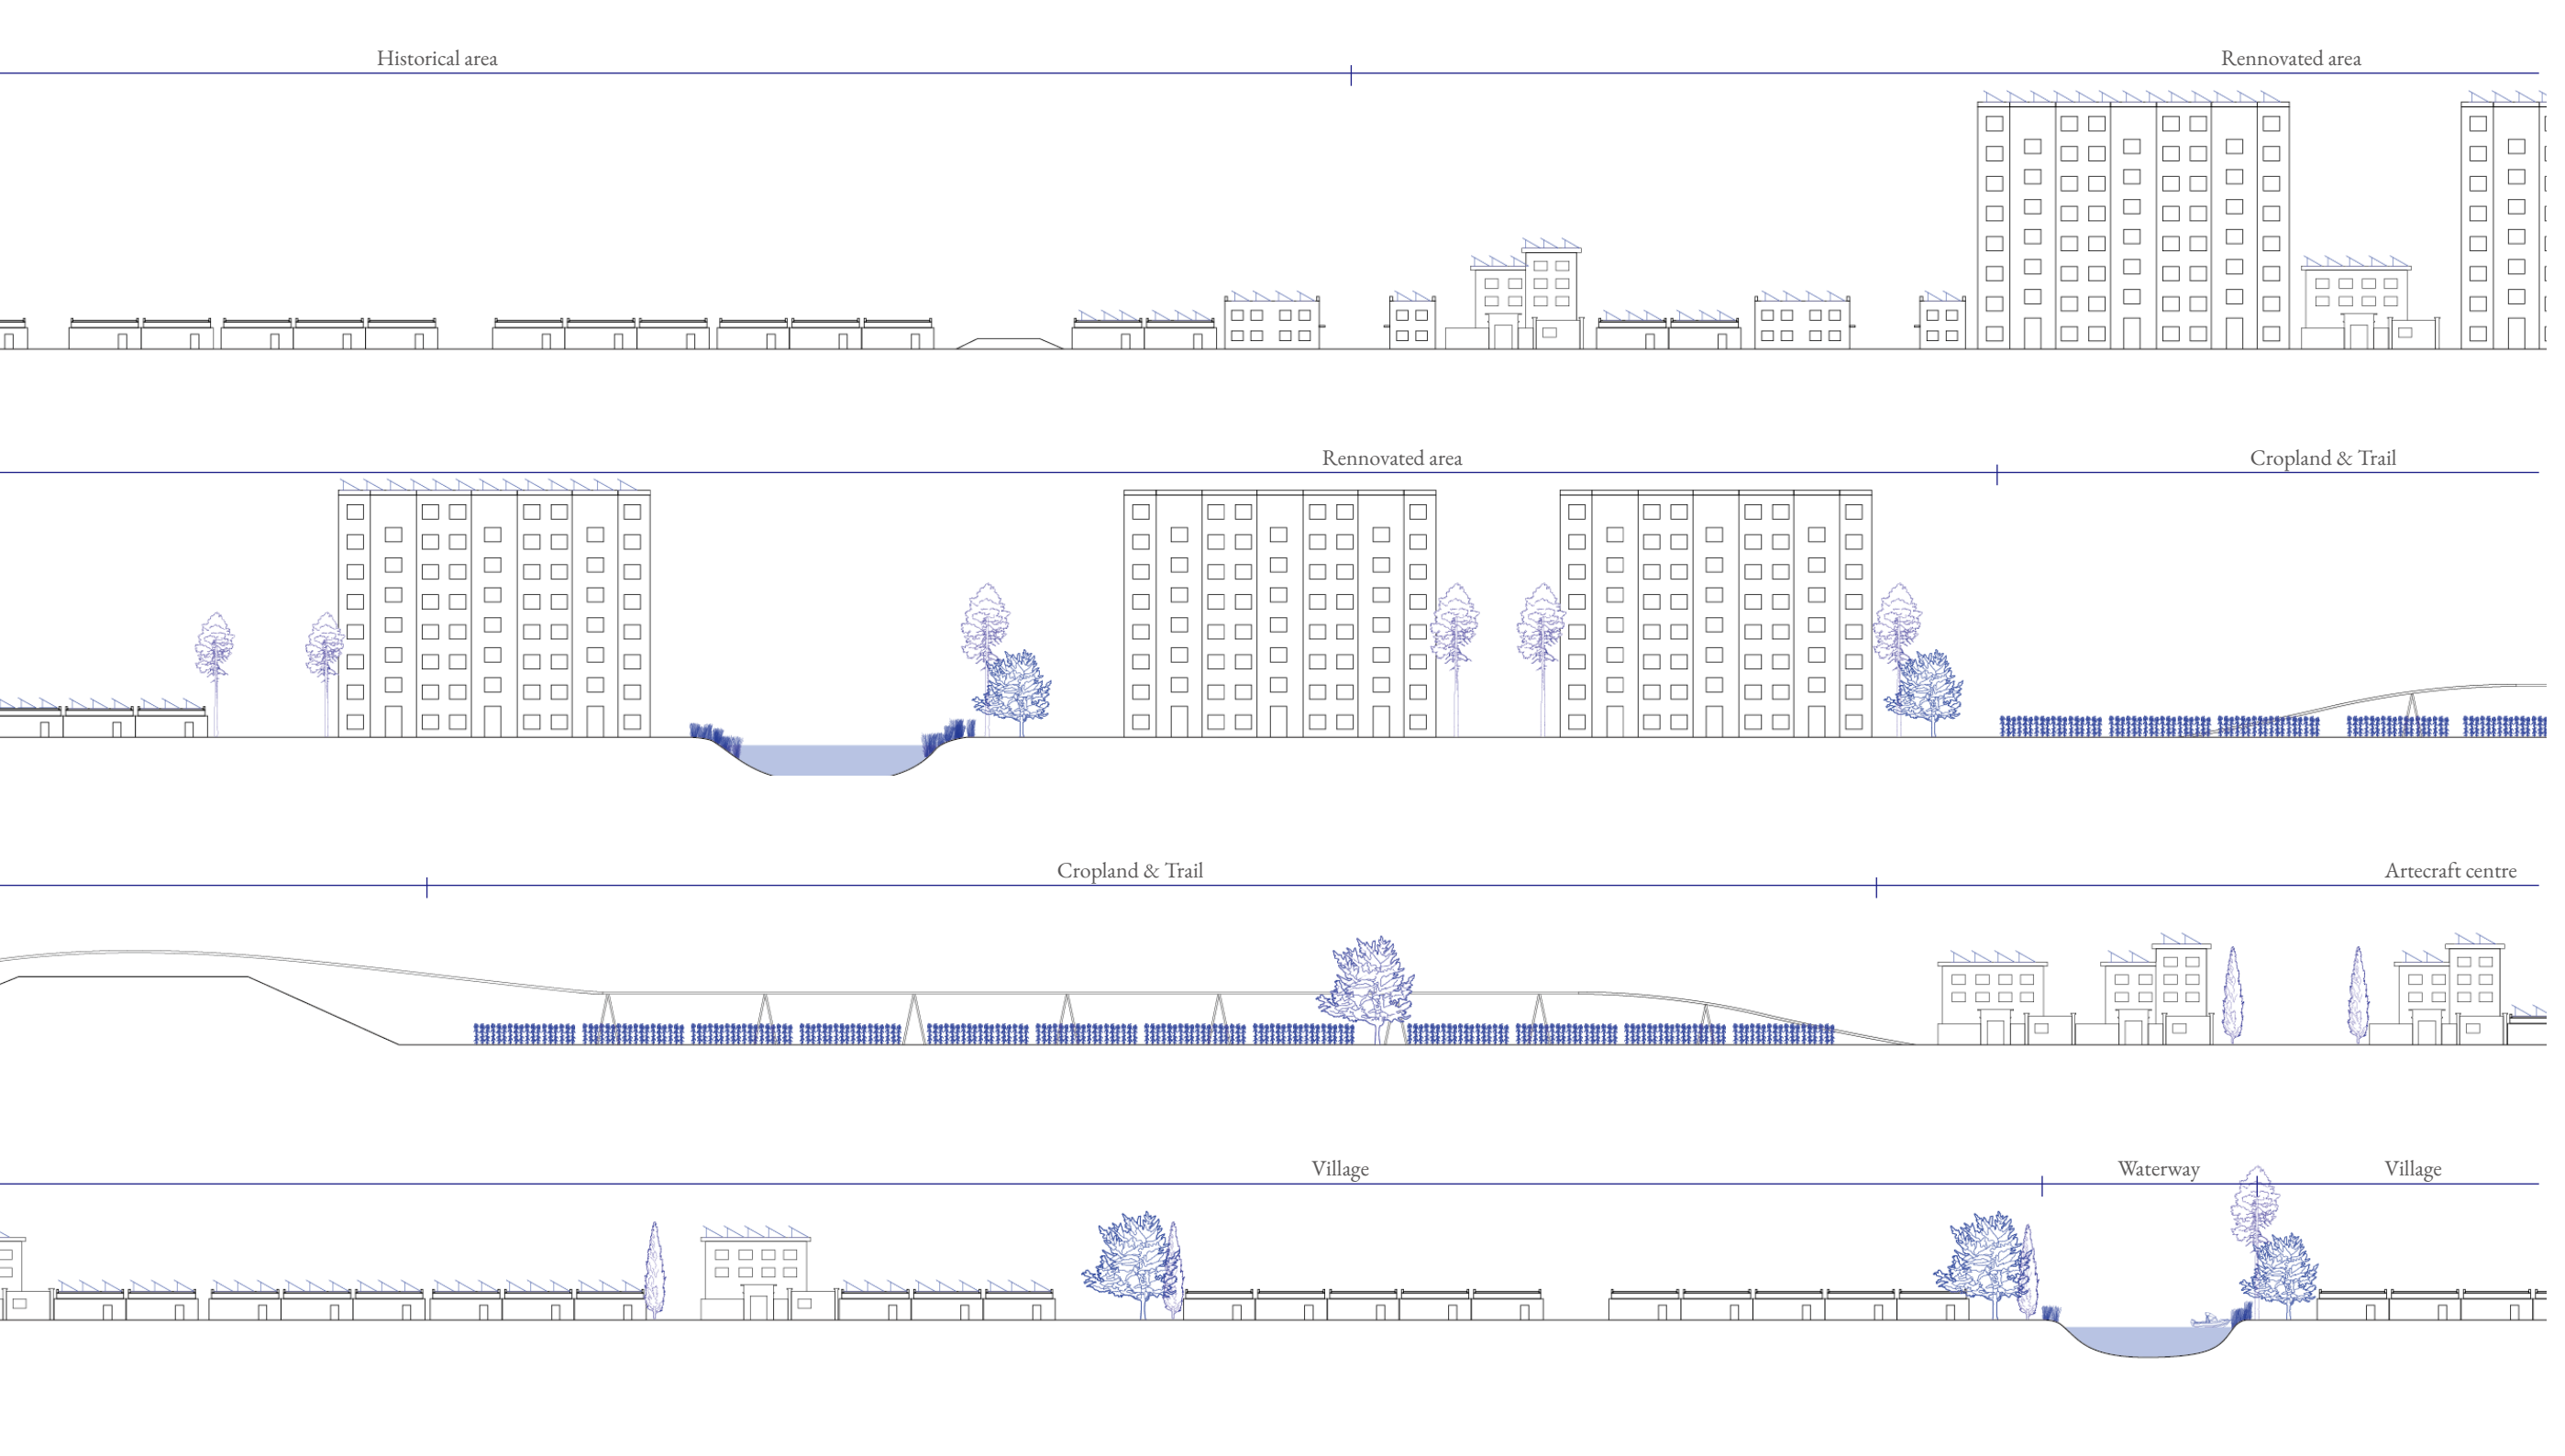 Historical area
Rennovated area
Rennovated area
Cropland & Trail
Cropland & Trail
Artecraft centre
Village
Waterway
Village